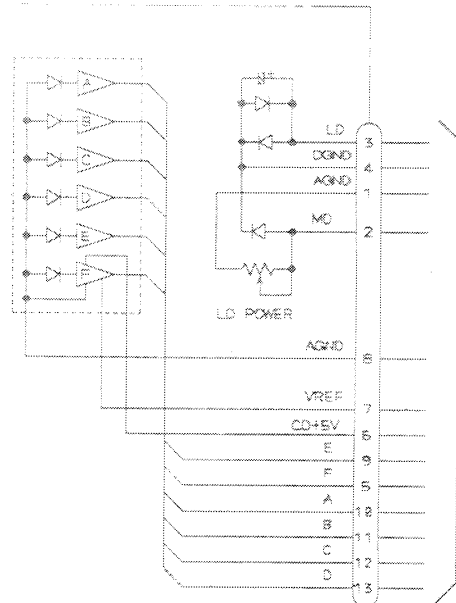 A
B
C
D
E
F
LD
3
DGND
4
AGND
1
MD
2
LD POWER
AGND
8
VREF
7
CD+5V
6
E
9
F
5
A
10
B
11
C
12
D
13